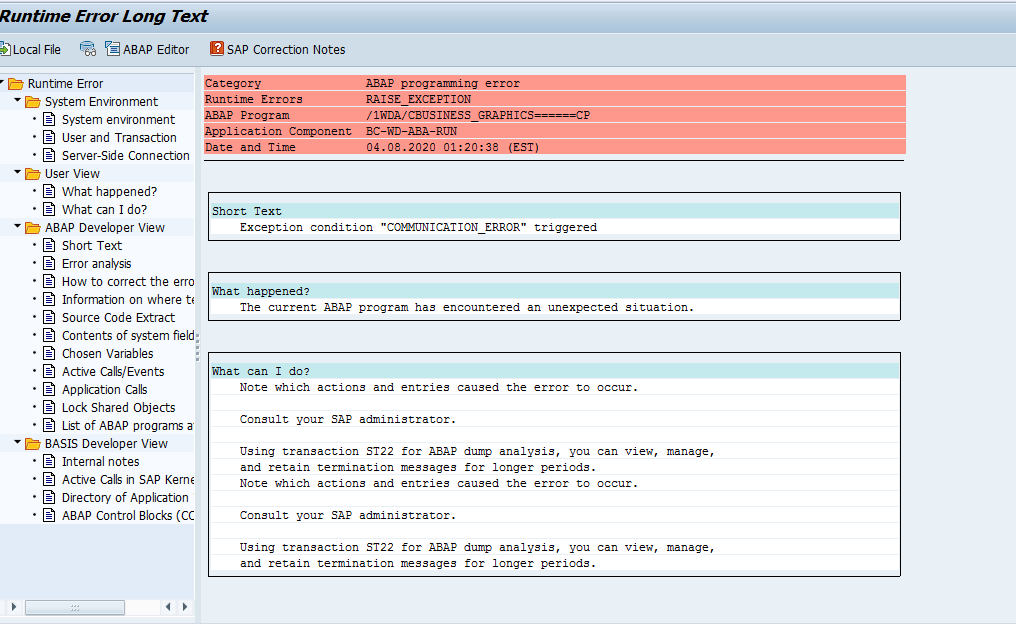 Runtime Error Long Text
Local File ABAP Editor SAP Correction Notes
Runtime Error
System Environment
System environment
User and Transaction
Server-Side Connection
User View
What happened?
What can I do?
ABAP Developer View
Short Text
Error analysis
How to correct the erro
Information on where te
Source Code Extract
Contents of system field
Chosen Variables
Active Calls/Events
Application Calls
Lock Shared Objects
List of ABAP programs a
BASIS Developer View
Internal notes
Active Calls in SAP Kerne
Directory of Application
ABAP Control Blocks (CC
Category ABAP programming error
Runtime Errors RAISE_EXCEPTION
ABAP Program /1WDA/CBUSINESS_GRAPHICS======CP
Application Component BC-WD-ABA-RUN
Date and Time 04.08.2020 01:20:38 (EST)
Short Text
Exception condition "COMMUNICATION_ERROR" triggered
What happened?
The current ABAP program has encountered an unexpected situation.
What can I do?
Note which actions and entries caused the error to occur.
Consult your SAP administrator.
Using transaction ST22 for ABAP dump analysis, you can view, manage,
and retain termination messages for longer periods.
Note which actions and entries caused the error to occur.
Consult your SAP administrator.
Using transaction ST22 for ABAP dump analysis, you can view, manage,
and retain termination messages for longer periods.